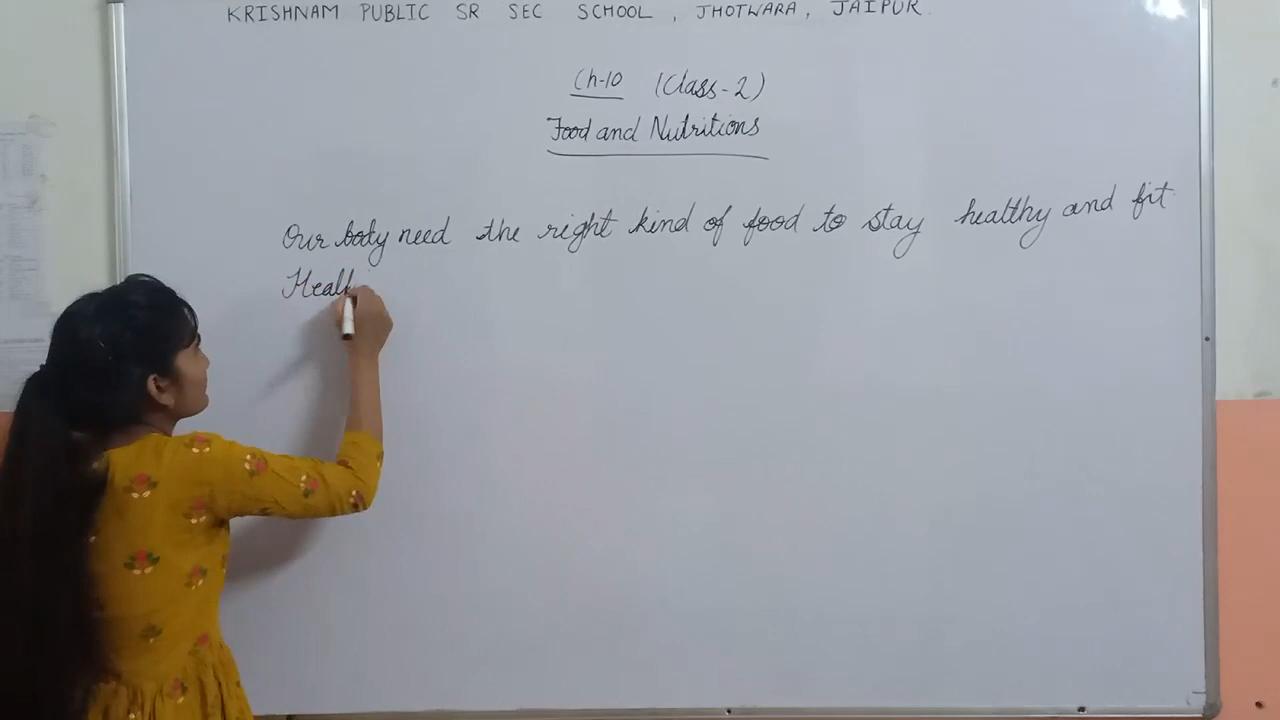 KRISHNAM PUBLIC SR SEC SCHOOL, JHOTWARA, JAIPUR.
Ch-10 (Class-2)
Food and Nutritions
Our body need the right kind of food to stay healthy and fit